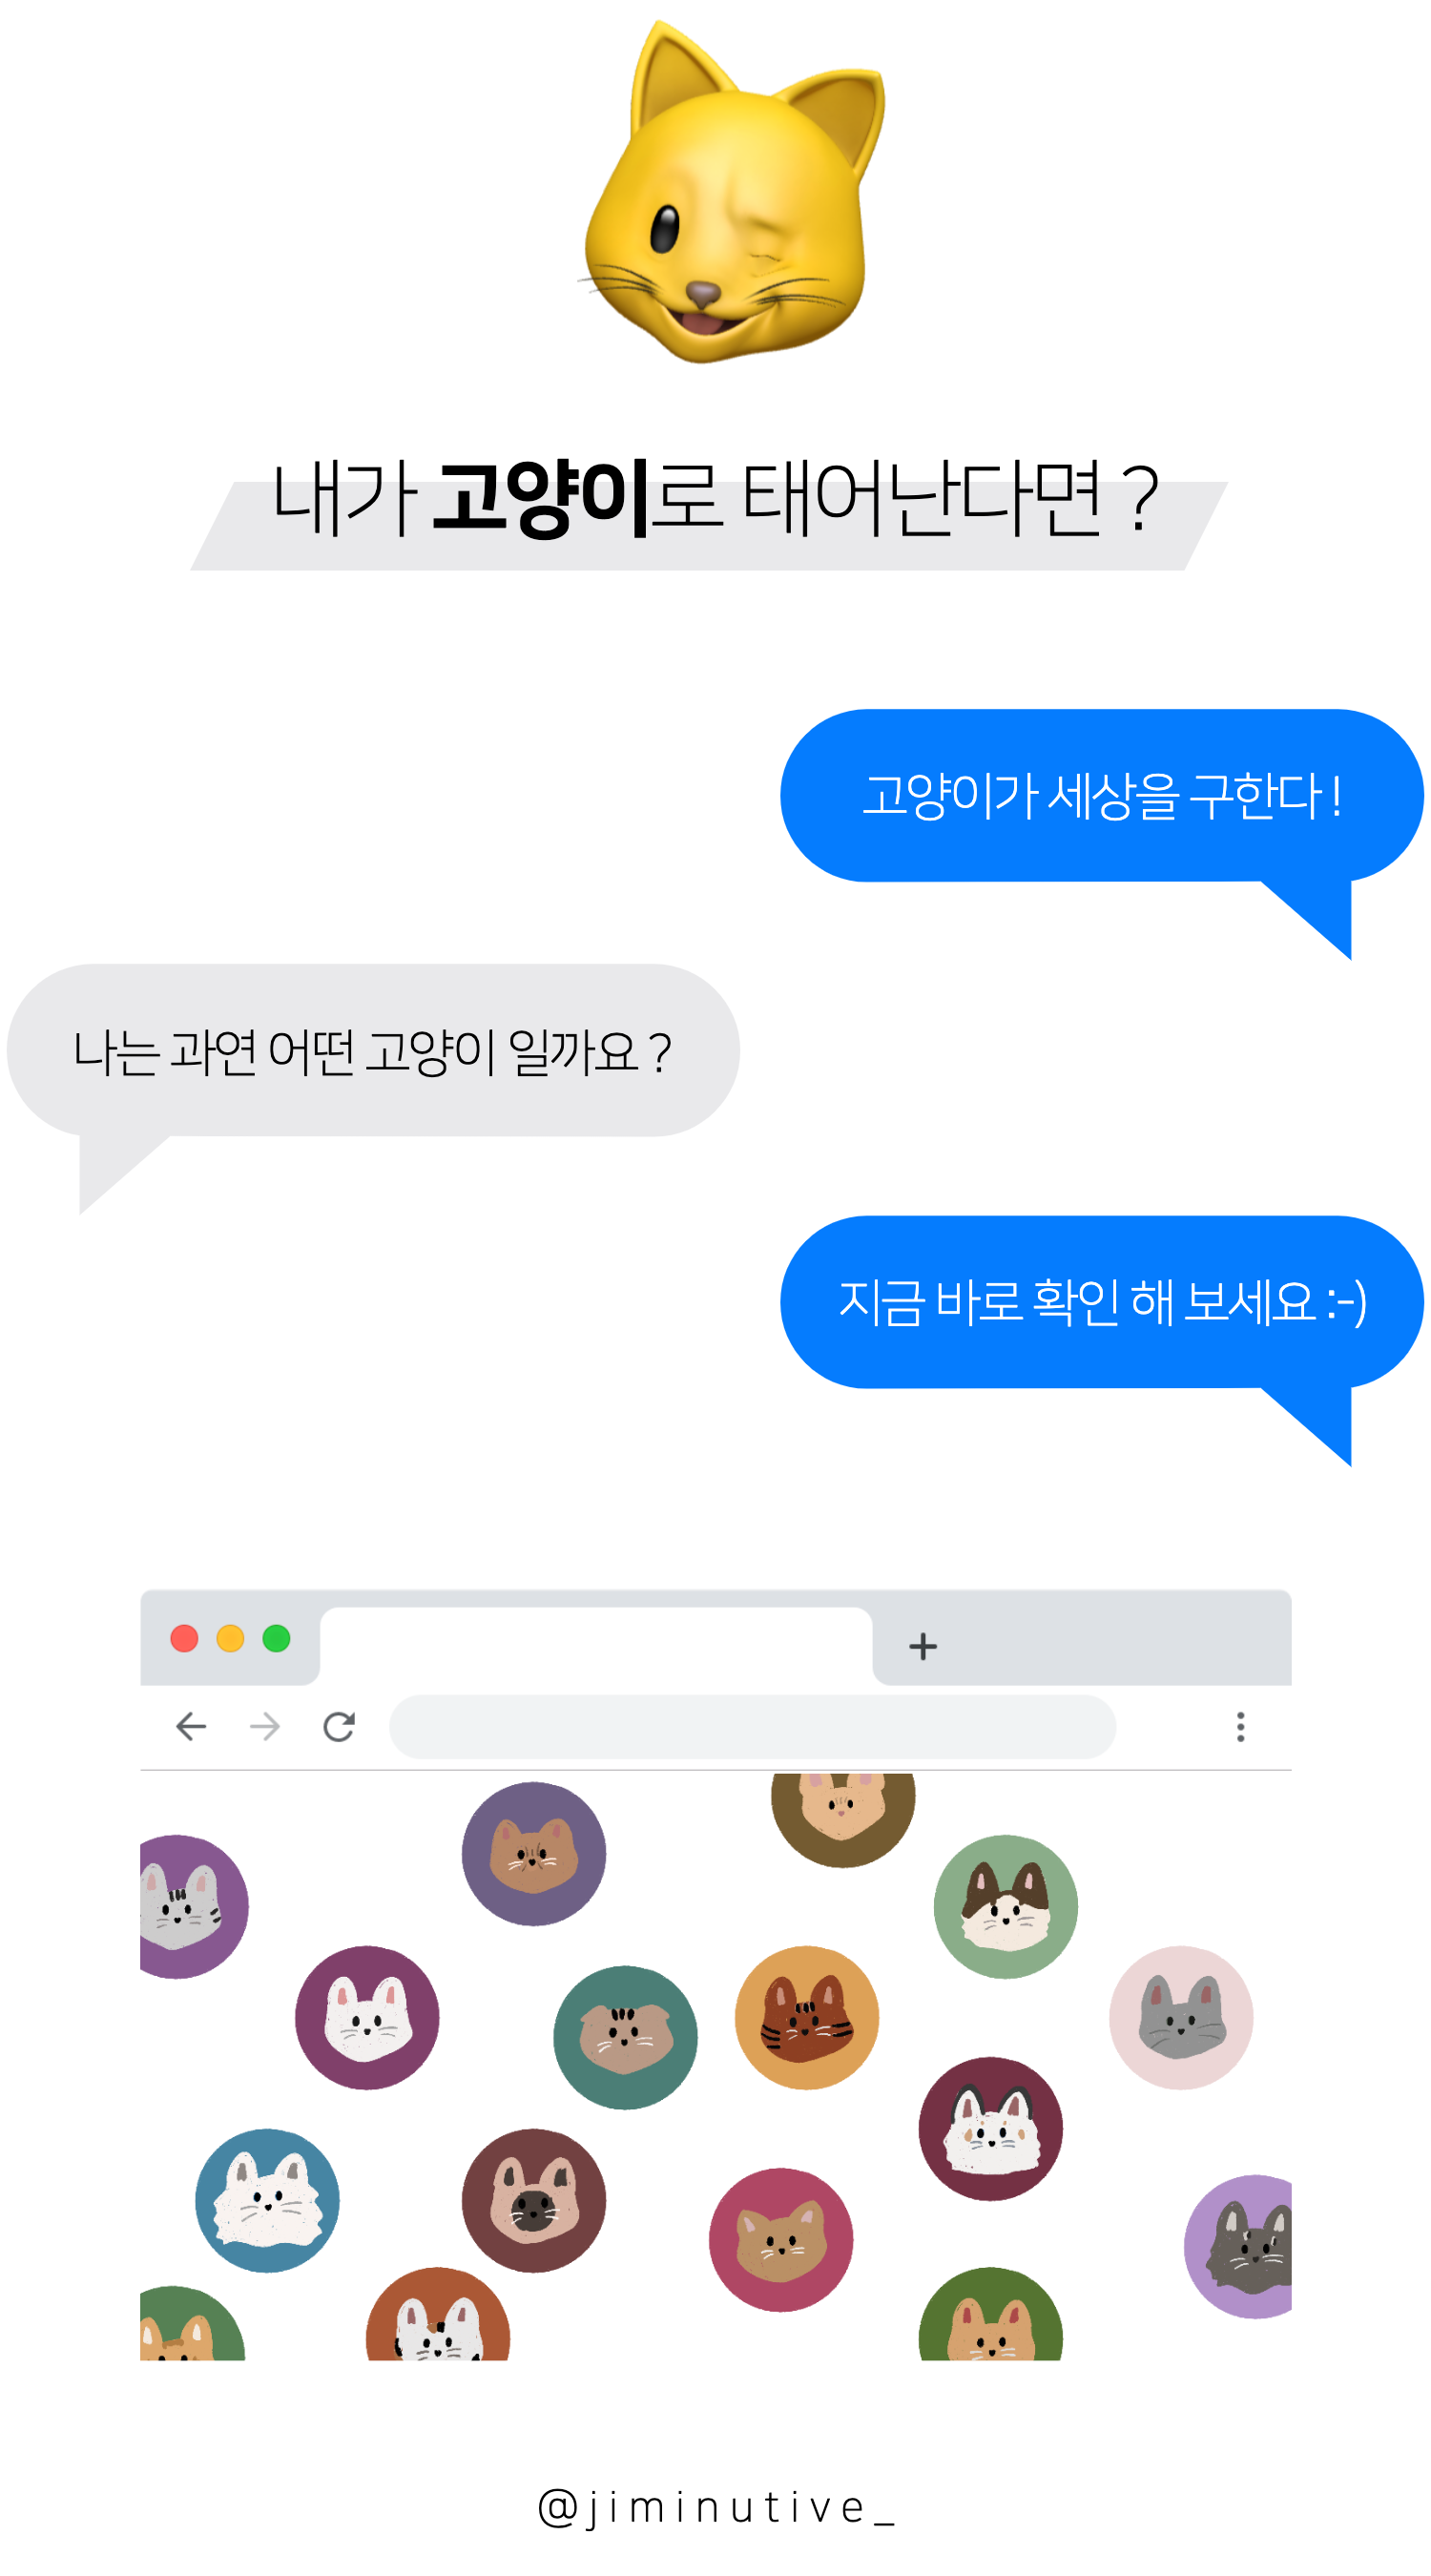 내가 고양이로 태어난다면 ?
고양이가 세상을 구한다 !
나는 과연 어떤 고양이 일까요 ?
지금 바로 확인 해 보세요 :-)
@jiminutive_